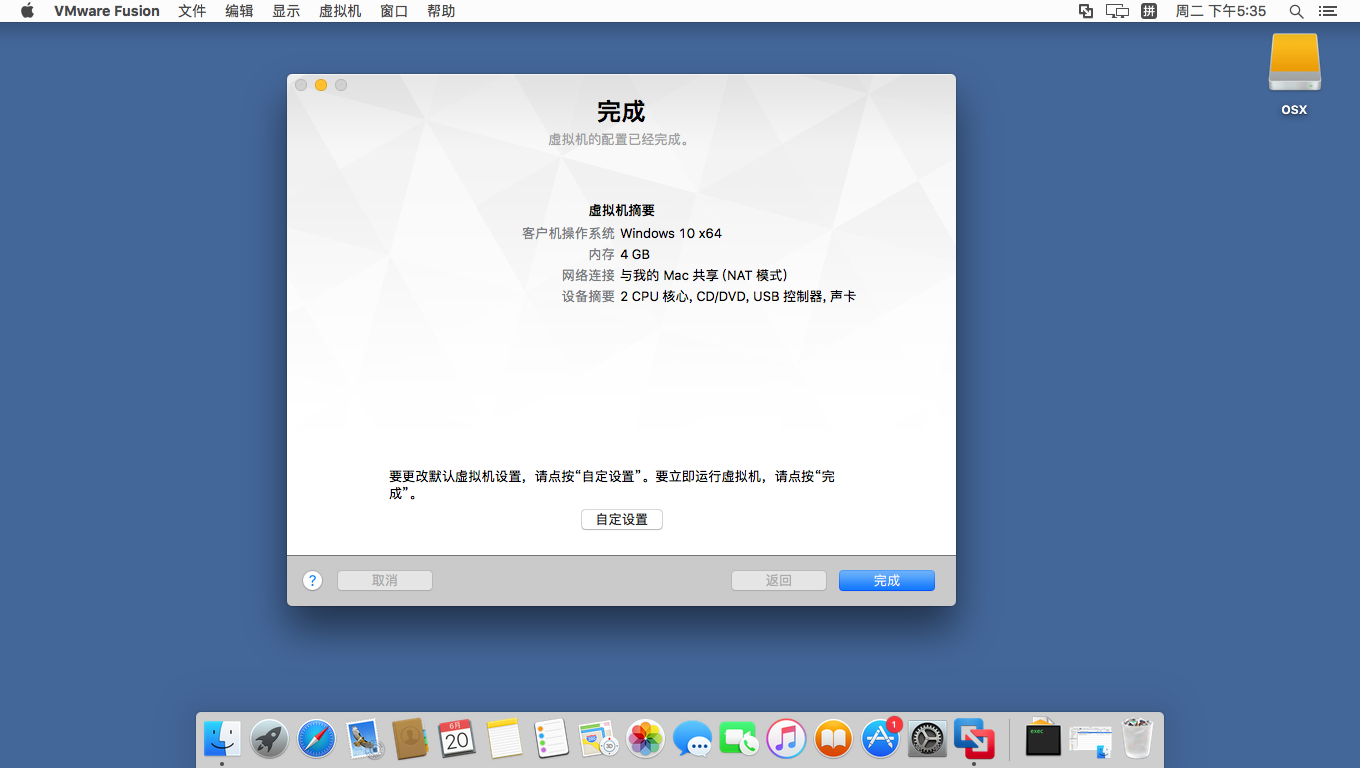 VMware Fusion 文件 编辑 显示 虚拟机 窗口 帮助 拼 周二 下午5:35
OSX
完成
虚拟机的配置已经完成。
虚拟机摘要
客户机操作系统 Windows 10 x64
内存 4 GB
网络连接 与我的 Mac 共享 (NAT 模式)
设备摘要 2 CPU 核心, CD/DVD, USB 控制器, 声卡
要更改默认虚拟机设置，请点按“自定设置”。要立即运行虚拟机，请点按“完
成”。
自定设置
? 取消 返回 完成
6月
20
3D
1
exec